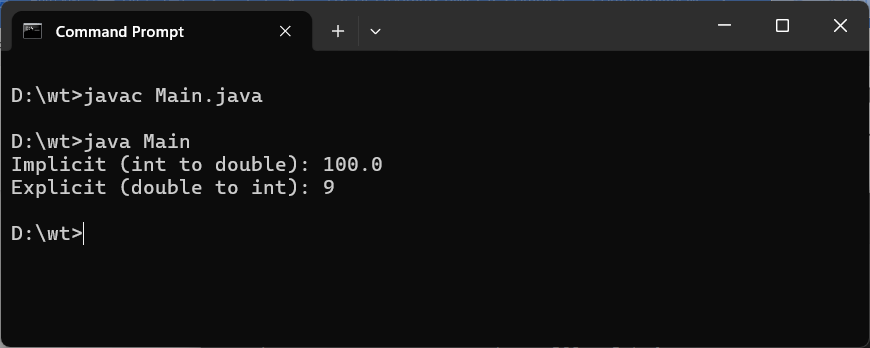 Command Prompt
D:\wt>javac Main.java
D:\wt>java Main
Implicit (int to double): 100.0
Explicit (double to int): 9
D:\wt>